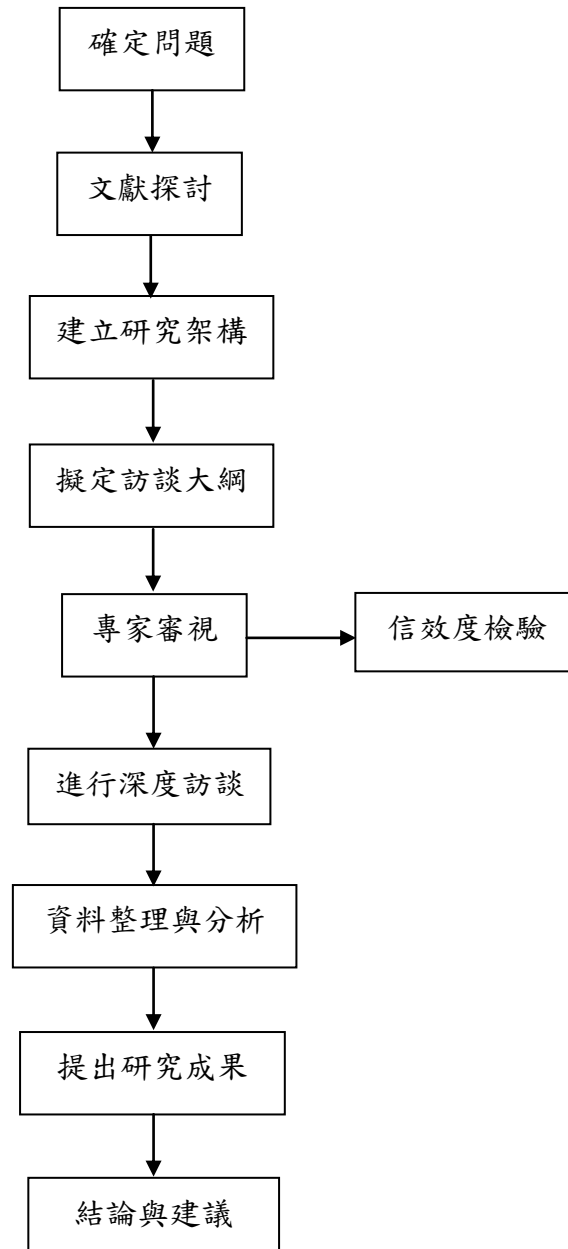 確定問題
文獻探討
建立研究架構
擬定訪談大綱
專家審視
信效度檢驗
進行深度訪談
資料整理與分析
提出研究成果
結論與建議